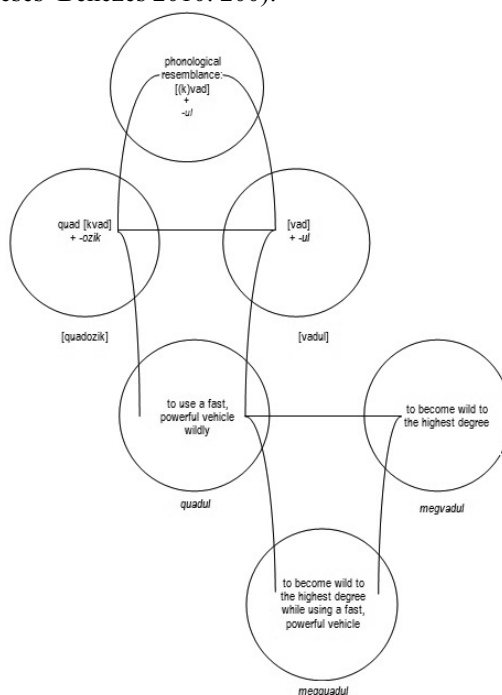 2010: 200).
phonological
resemblance:
[(k)vad]
+
-ul
quad [kvad]
+ -ozik
[vad]
+ -ul
[quadozik]
[vadul]
to use a fast,
powerful vehicle
wildly
to become wild to
the highest degree
quadul
megvadul
to become wild to
the highest degree
while using a fast,
powerful vehicle
megquadul